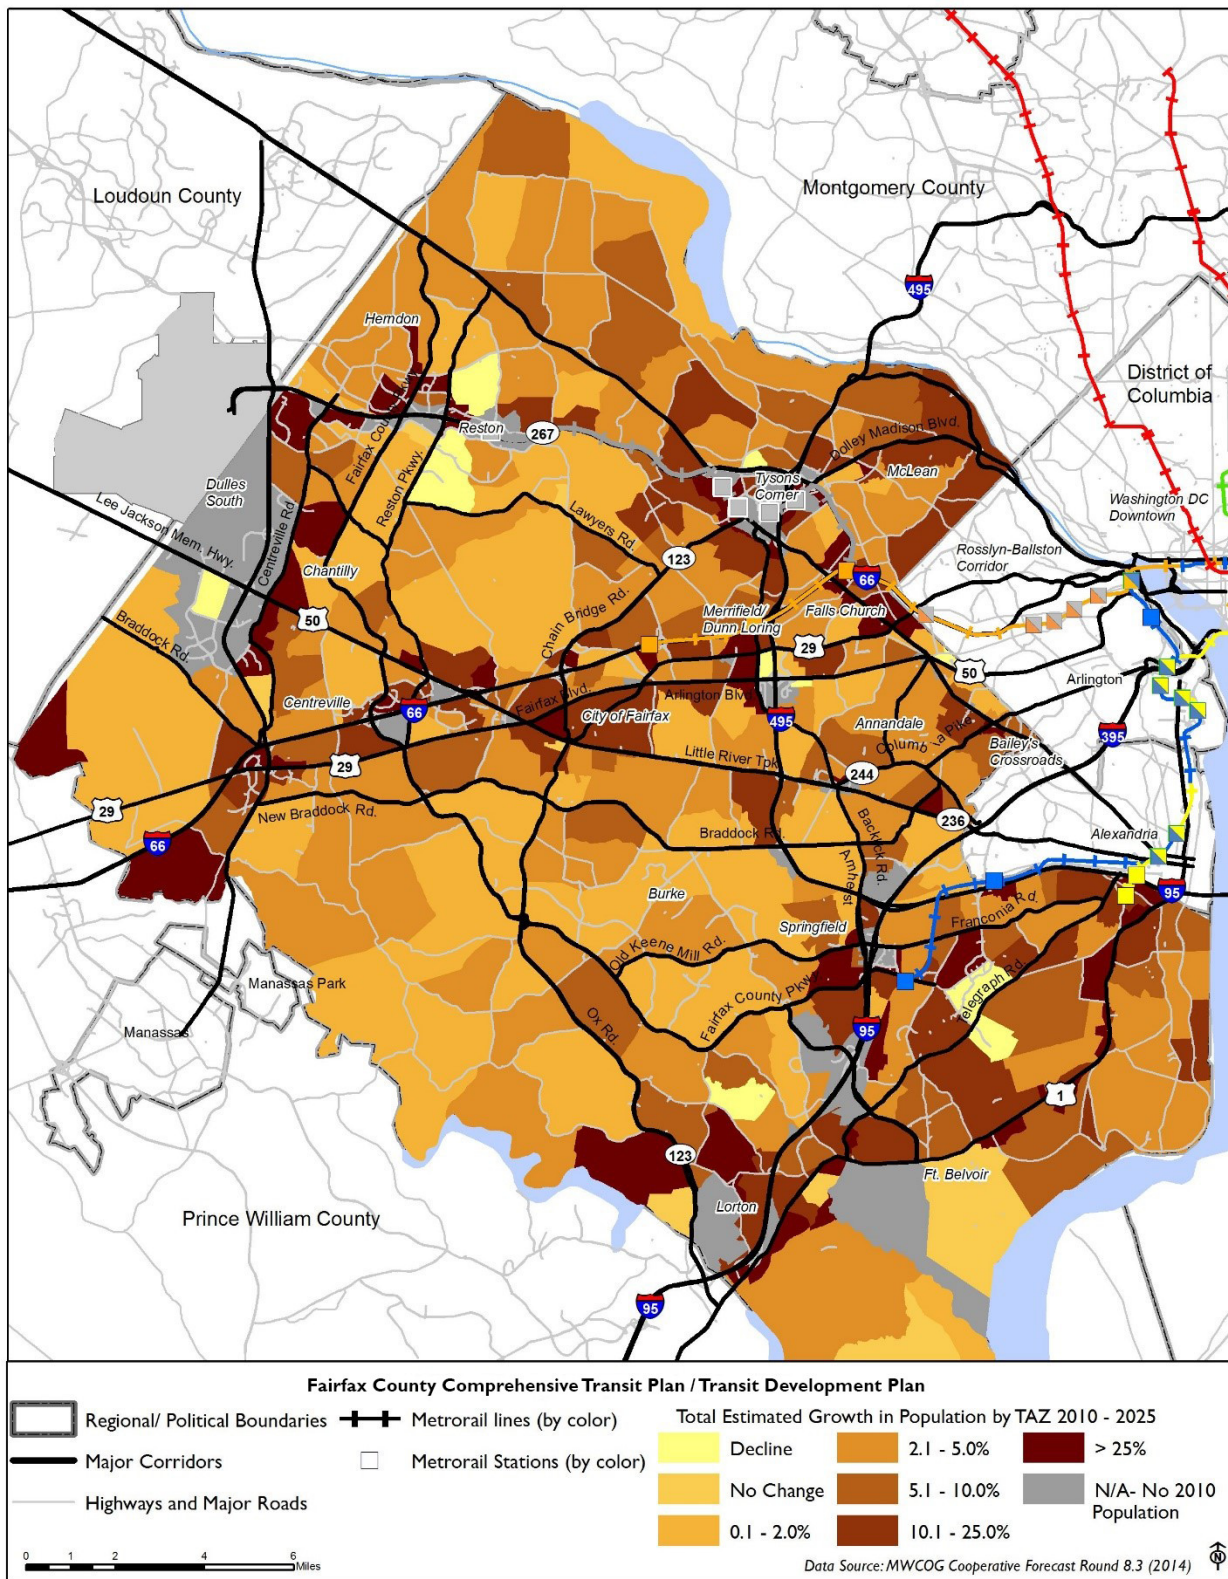 Loudoun County
Montgomery County
495
Herndon
District of
Columbia
Fairfax County Pkwy.
Reston
267
Dolley Madison Blvd.
McLean
Tysons
Corner
Dulles
South
Reston Pkwy.
Washington DC
Downtown
Lee Jackson Mem. Hwy.
Centreville Rd.
Lawyers Rd.
123
Rosslyn-Ballston
Corridor
66
Chantilly
Merrifield/
Dunn Loring
Falls Church
50
Chain Bridge Rd.
29
Braddock Rd.
50
Arlington
Centreville
66
Fairfax Blvd.
Arlington Blvd
City of Fairfax
495
Annandale
395
Columbia Pike
Bailey's
Crossroads
Little River Tpk.
29
244
29
New Braddock Rd.
Braddock Rd.
Backlick Rd.
236
Alexandria
66
Amherst
Burke
95
Springfield
Franconia Rd.
Old Keene Mill Rd.
Manassas Park
Fairfax County Pkwy.
Telegraph Rd.
Manassas
Ox Rd.
95
1
123
Ft. Belvoir
Lorton
Prince William County
95
Fairfax County Comprehensive Transit Plan / Transit Development Plan
Regional/ Political Boundaries
Metrorail lines (by color)
Major Corridors
Metrorail Stations (by color)
Highways and Major Roads
Total Estimated Growth in Population by TAZ 2010 - 2025
Decline
2.1 - 5.0%
> 25%
No Change
5.1 - 10.0%
N/A- No 2010
Population
0.1 - 2.0%
10.1 - 25.0%
0 1 2 4 6
Miles
Data Source: MWCOG Cooperative Forecast Round 8.3 (2014)
N